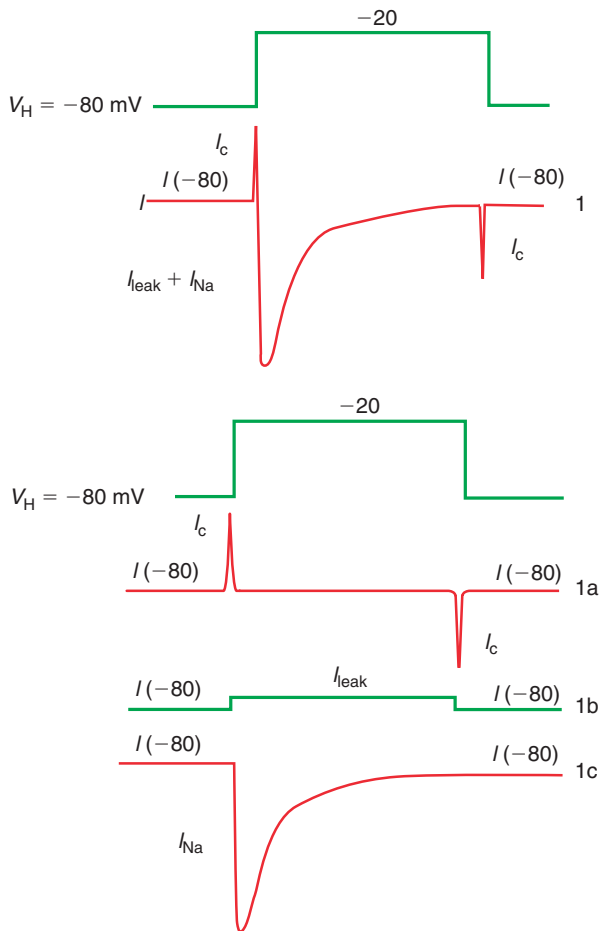 −20
V_H = −80 mV
I_c
I (−80) I (−80)
I 1
I_c
I_leak + I_Na
−20
V_H = −80 mV
I_c
I (−80) I (−80) 1a
I_c
I_leak
I (−80) I (−80) 1b
I (−80) I (−80) 1c
I_Na